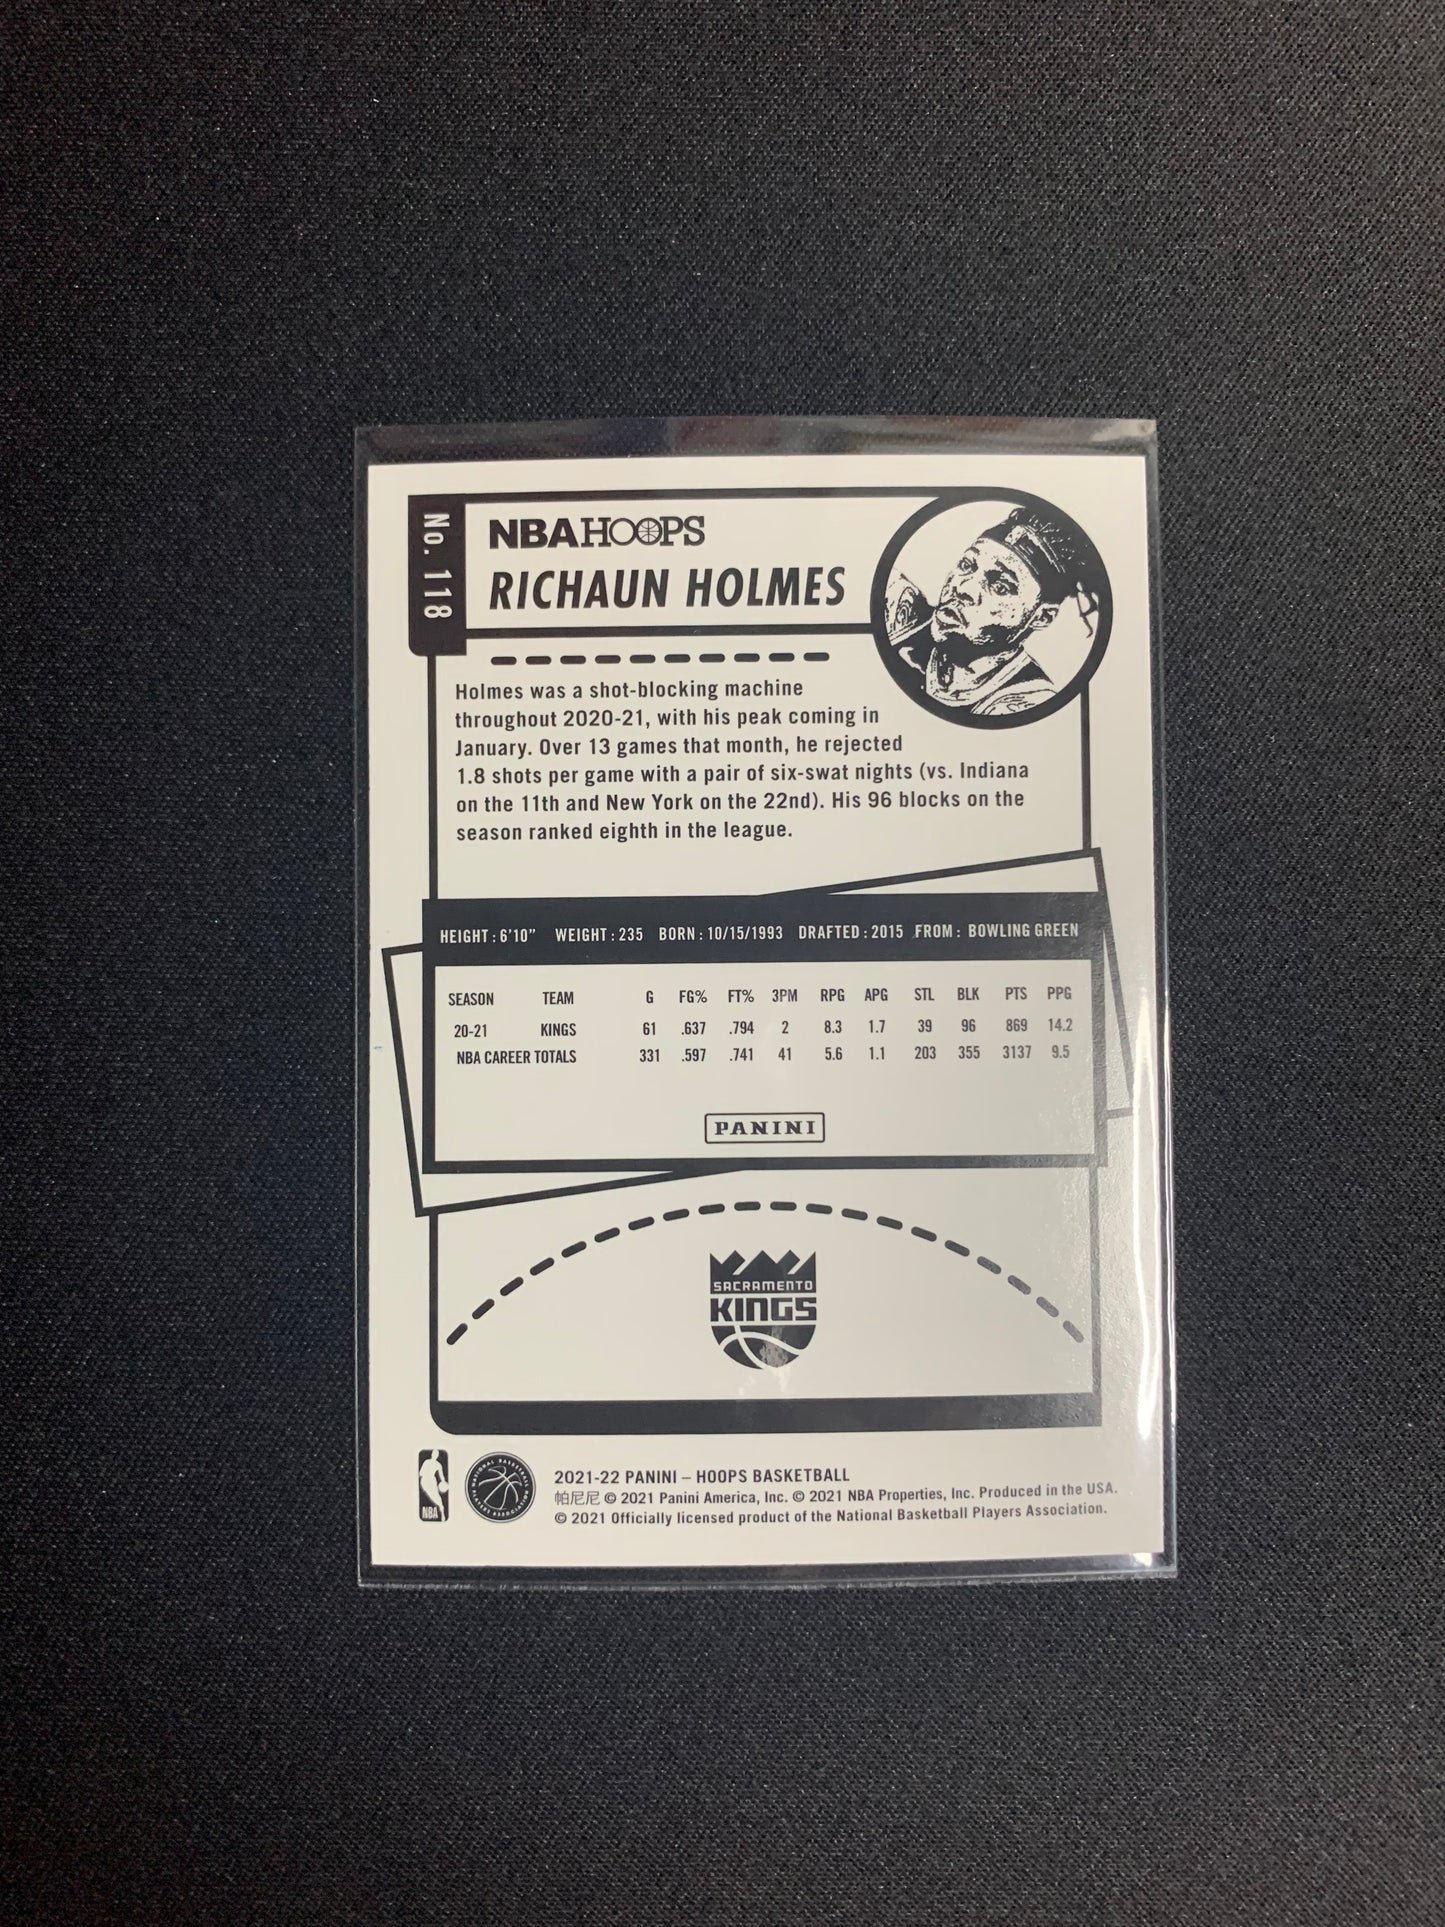 No. 118
NBA HOOPS
RICHAUN HOLMES
Holmes was a shot-blocking machine
throughout 2020-21, with his peak coming in
January. Over 13 games that month, he rejected
1.8 shots per game with a pair of six-swat nights (vs. Indiana
on the 11th and New York on the 22nd). His 96 blocks on the
season ranked eighth in the league.
HEIGHT : 6'10" WEIGHT : 235 BORN : 10/15/1993 DRAFTED : 2015 FROM : BOWLING GREEN
SEASON TEAM G FG% FT% 3PM RPG APG STL BLK PTS PPG
20-21 KINGS 61 .637 .794 2 8.3 1.7 39 96 869 14.2
NBA CAREER TOTALS 331 .597 .741 41 5.6 1.1 203 355 3137 9.5
PANINI
SACRAMENTO
KINGS
NBA
NATIONAL BASKETBALL PLAYERS ASSOCIATION
2021-22 PANINI – HOOPS BASKETBALL
帕尼尼 © 2021 Panini America, Inc. © 2021 NBA Properties, Inc. Produced in the USA.
© 2021 Officially licensed product of the National Basketball Players Association.